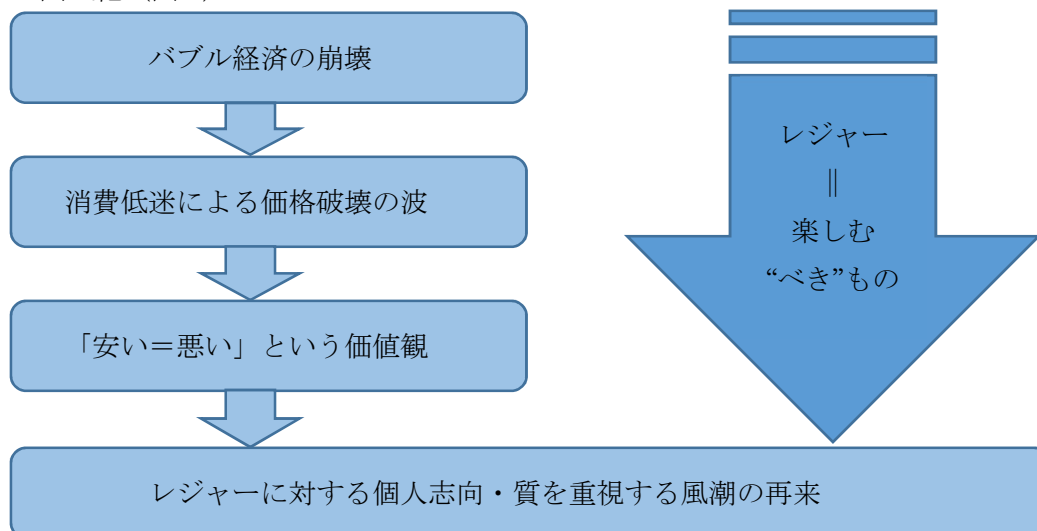 バブル経済の崩壊
消費低迷による価格破壊の波
「安い＝悪い」という価値観
レジャー
‖
楽しむ
“べき”もの
レジャーに対する個人志向・質を重視する風潮の再来